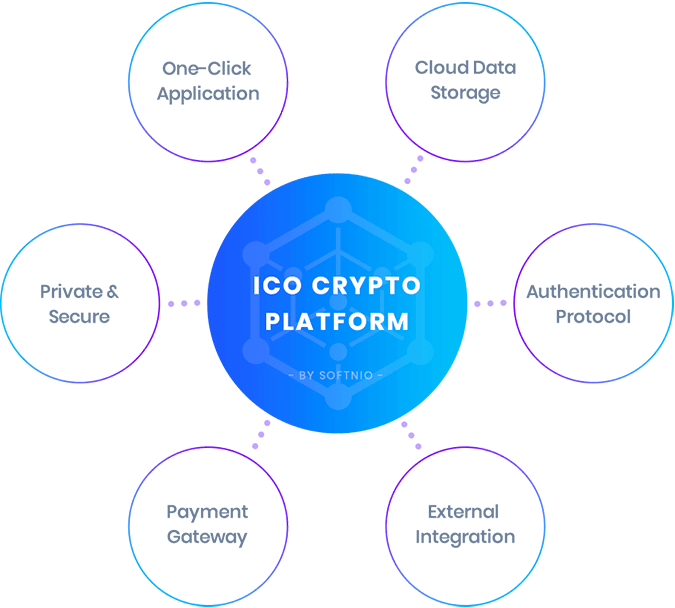 One-Click
Application
Cloud Data
Storage
Private &
Secure
ICO CRYPTO
PLATFORM
- BY SOFTNIO -
Authentication
Protocol
Payment
Gateway
External
Integration